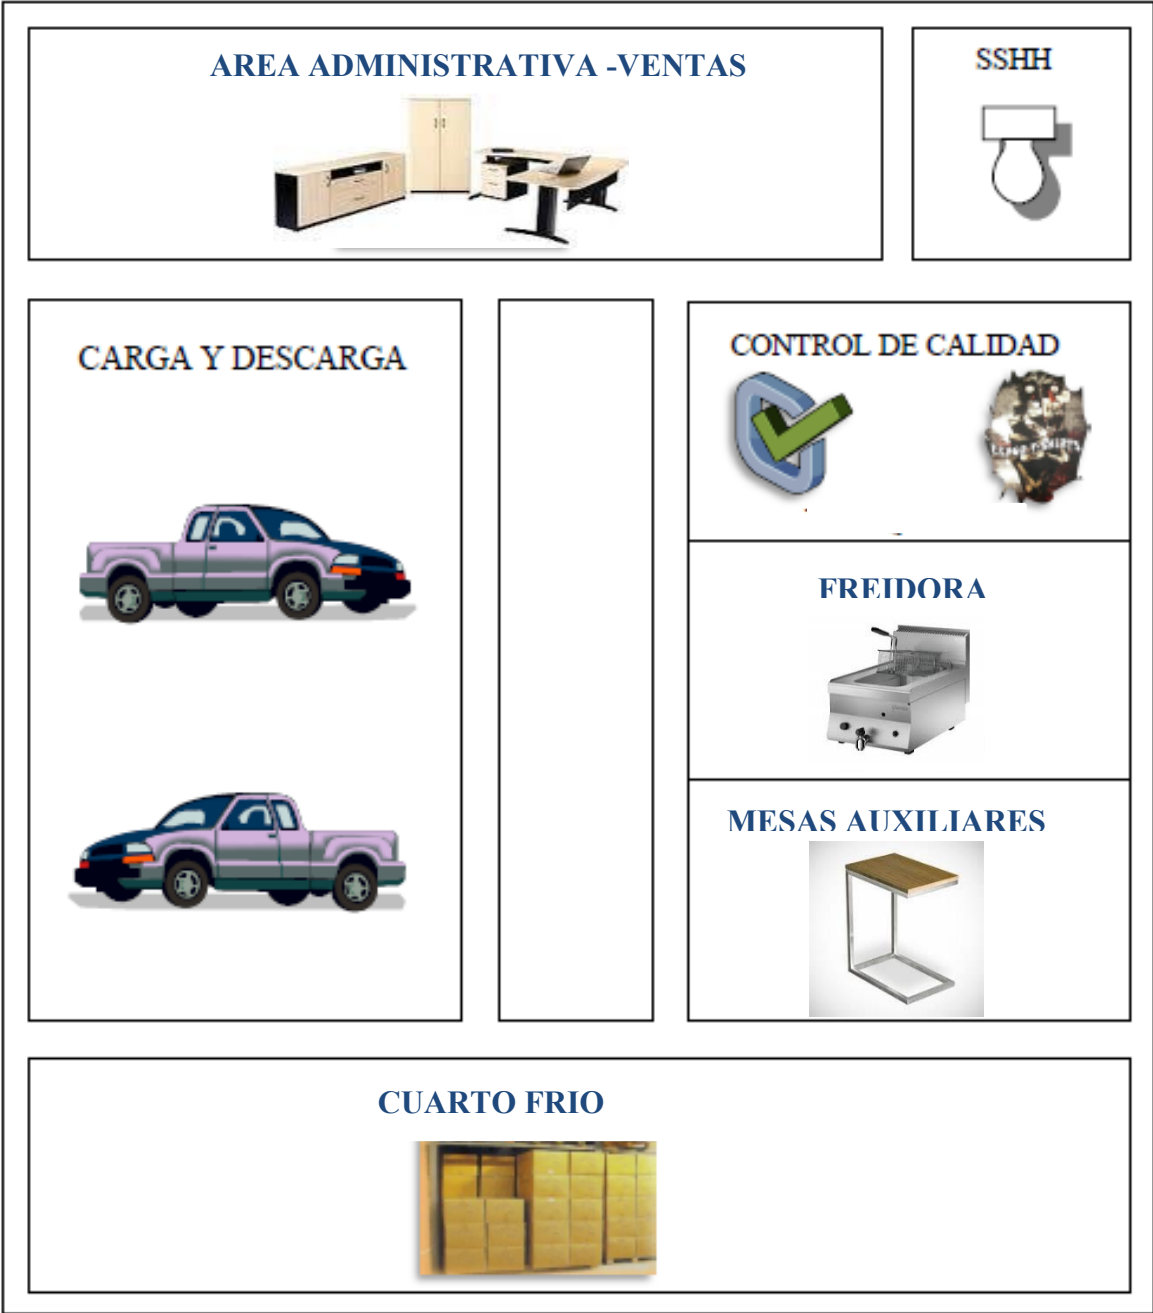 AREA ADMINISTRATIVA -VENTAS
SSHH
CARGA Y DESCARGA
CONTROL DE CALIDAD
FREIDORA
MESAS AUXILIARES
CUARTO FRIO